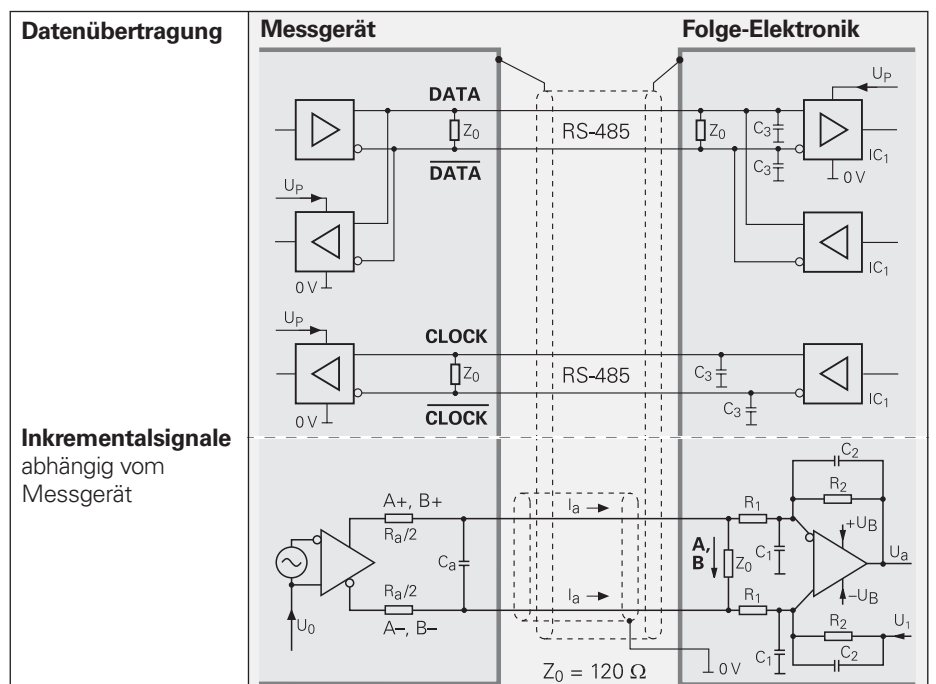 Datenübertragung
Messgerät
Folge-Elektronik
UP
DATA
Z0
RS-485
Z0
C3
C3
DATA
IC1
0 V
UP
0 V
IC1
UP
CLOCK
Z0
RS-485
C3
C3
CLOCK
0 V
IC1
Inkrementalsignale
abhängig vom
Messgerät
A+, B+
Ra/2
Ca
Ra/2
A–, B–
U0
Ia
Ia
Z0 = 120 Ω
0 V
A,
B
Z0
R1
C1
R1
C1
C2
R2
+UB
Ua
–UB
R2
U1
C2